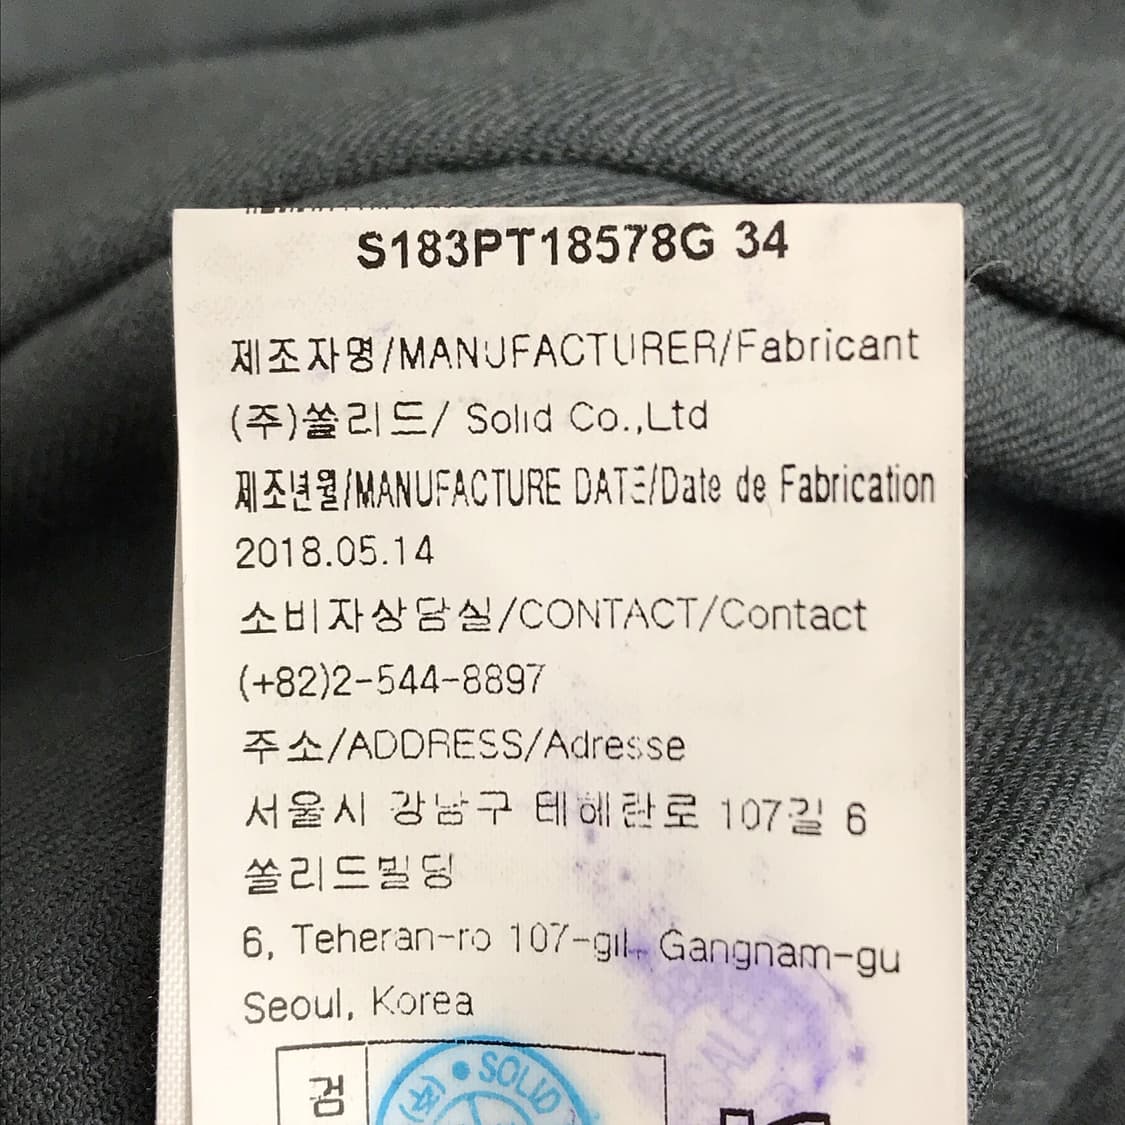 S183PT18578G 34
제조자명/MANUFACTURER/Fabricant
(주)쏠리드/ Solid Co.,Ltd
제조년월/MANUFACTURE DATE/Date de Fabrication
2018.05.14
소비자상담실/CONTACT/Contact
(+82)2-544-8897
주소/ADDRESS/Adresse
서울시 강남구 테헤란로 107길 6
쏠리드빌딩
6, Teheran-ro 107-gil, Gangnam-gu
Seoul, Korea
검
(주) • SOLID